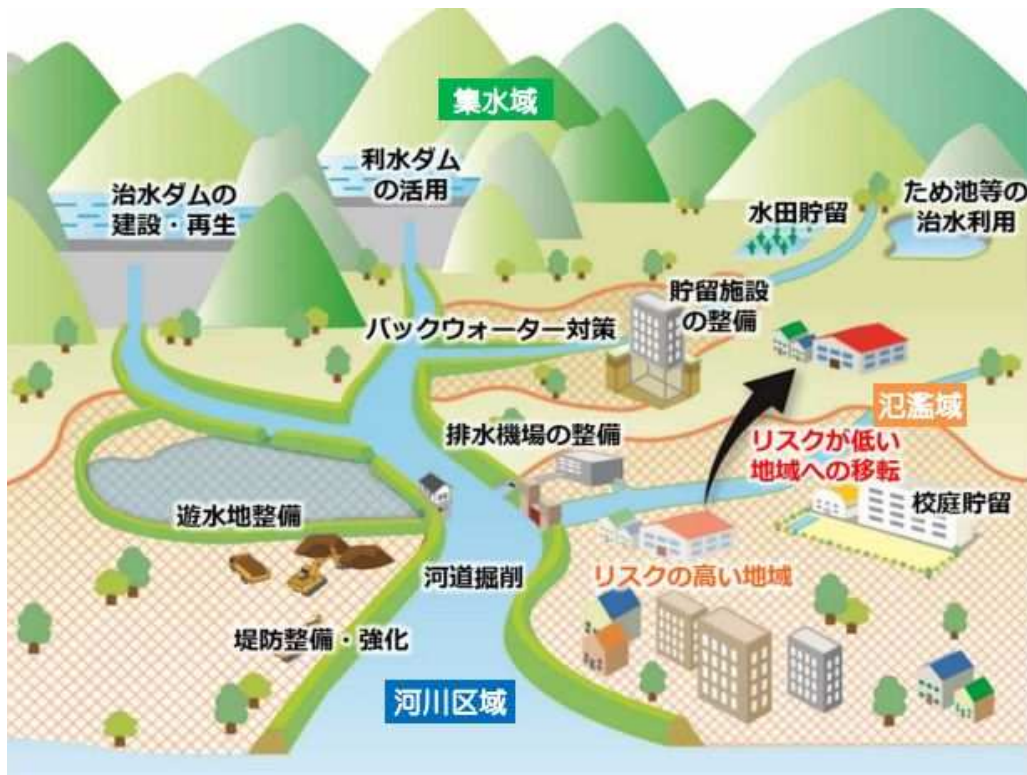 集水域
利水ダム
の活用
治水ダムの
建設・再生
水田貯留
ため池等の
治水利用
貯留施設
の整備
バックウォーター対策
氾濫域
排水機場の整備
リスクが低い
地域への移転
遊水地整備
校庭貯留
河道掘削
リスクの高い地域
堤防整備・強化
河川区域